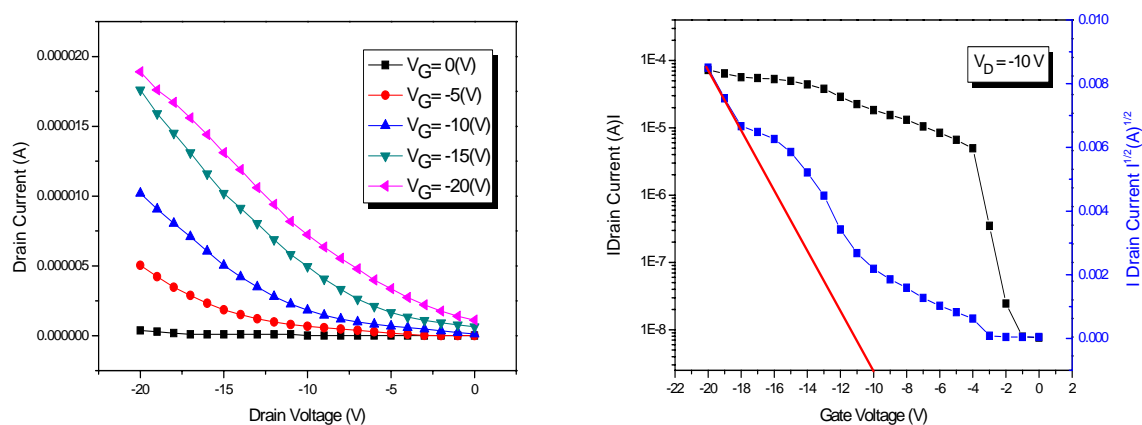 0.000020
0.000015
0.000010
0.000005
0.000000
Drain Current (A)
-20
-15
-10
-5
0
Drain Voltage (V)
VG= 0(V)
VG= -5(V)
VG= -10(V)
VG= -15(V)
VG= -20(V)
1E-4
1E-5
1E-6
1E-7
1E-8
IDrain Current (A)I
-22
-20
-18
-16
-14
-12
-10
-8
-6
-4
-2
0
2
Gate Voltage (V)
VD = -10 V
0.010
0.008
0.006
0.004
0.002
0.000
I Drain Current I1/2(A)1/2